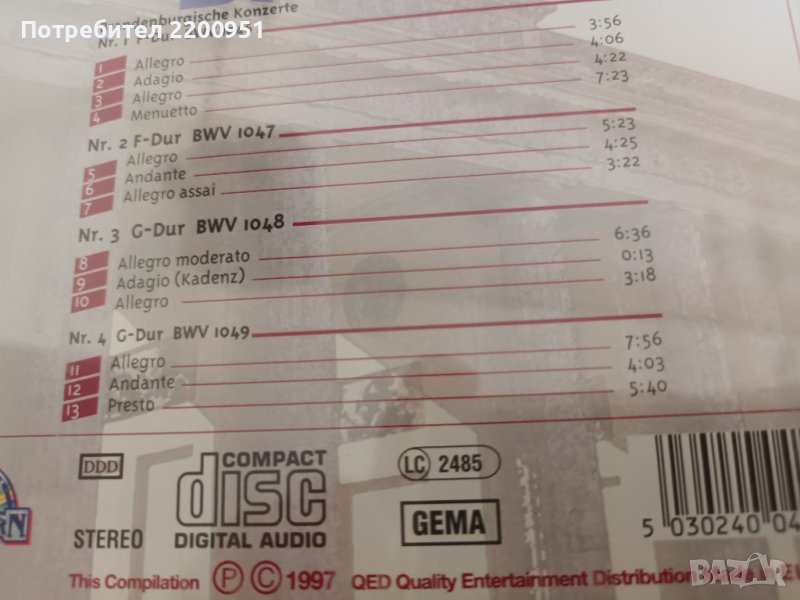 Потребител 2200951
Brandenburgische Konzerte
Nr. 1 F-Dur
1 Allegro 3:56
2 Adagio 4:06
3 Allegro 4:22
4 Menuetto 7:23
Nr. 2 F-Dur BWV 1047
5 Allegro 5:23
6 Andante 4:25
7 Allegro assai 3:22
Nr. 3 G-Dur BWV 1048
8 Allegro moderato 6:36
9 Adagio (Kadenz) 0:13
10 Allegro 3:18
Nr. 4 G-Dur BWV 1049
11 Allegro 7:56
12 Andante 4:03
13 Presto 5:40
DDD
STEREO
COMPACT
disc
DIGITAL AUDIO
LC 2485
GEMA
5 030240 04
This Compilation P C 1997 QED Quality Entertainment Distribution
BAZAR